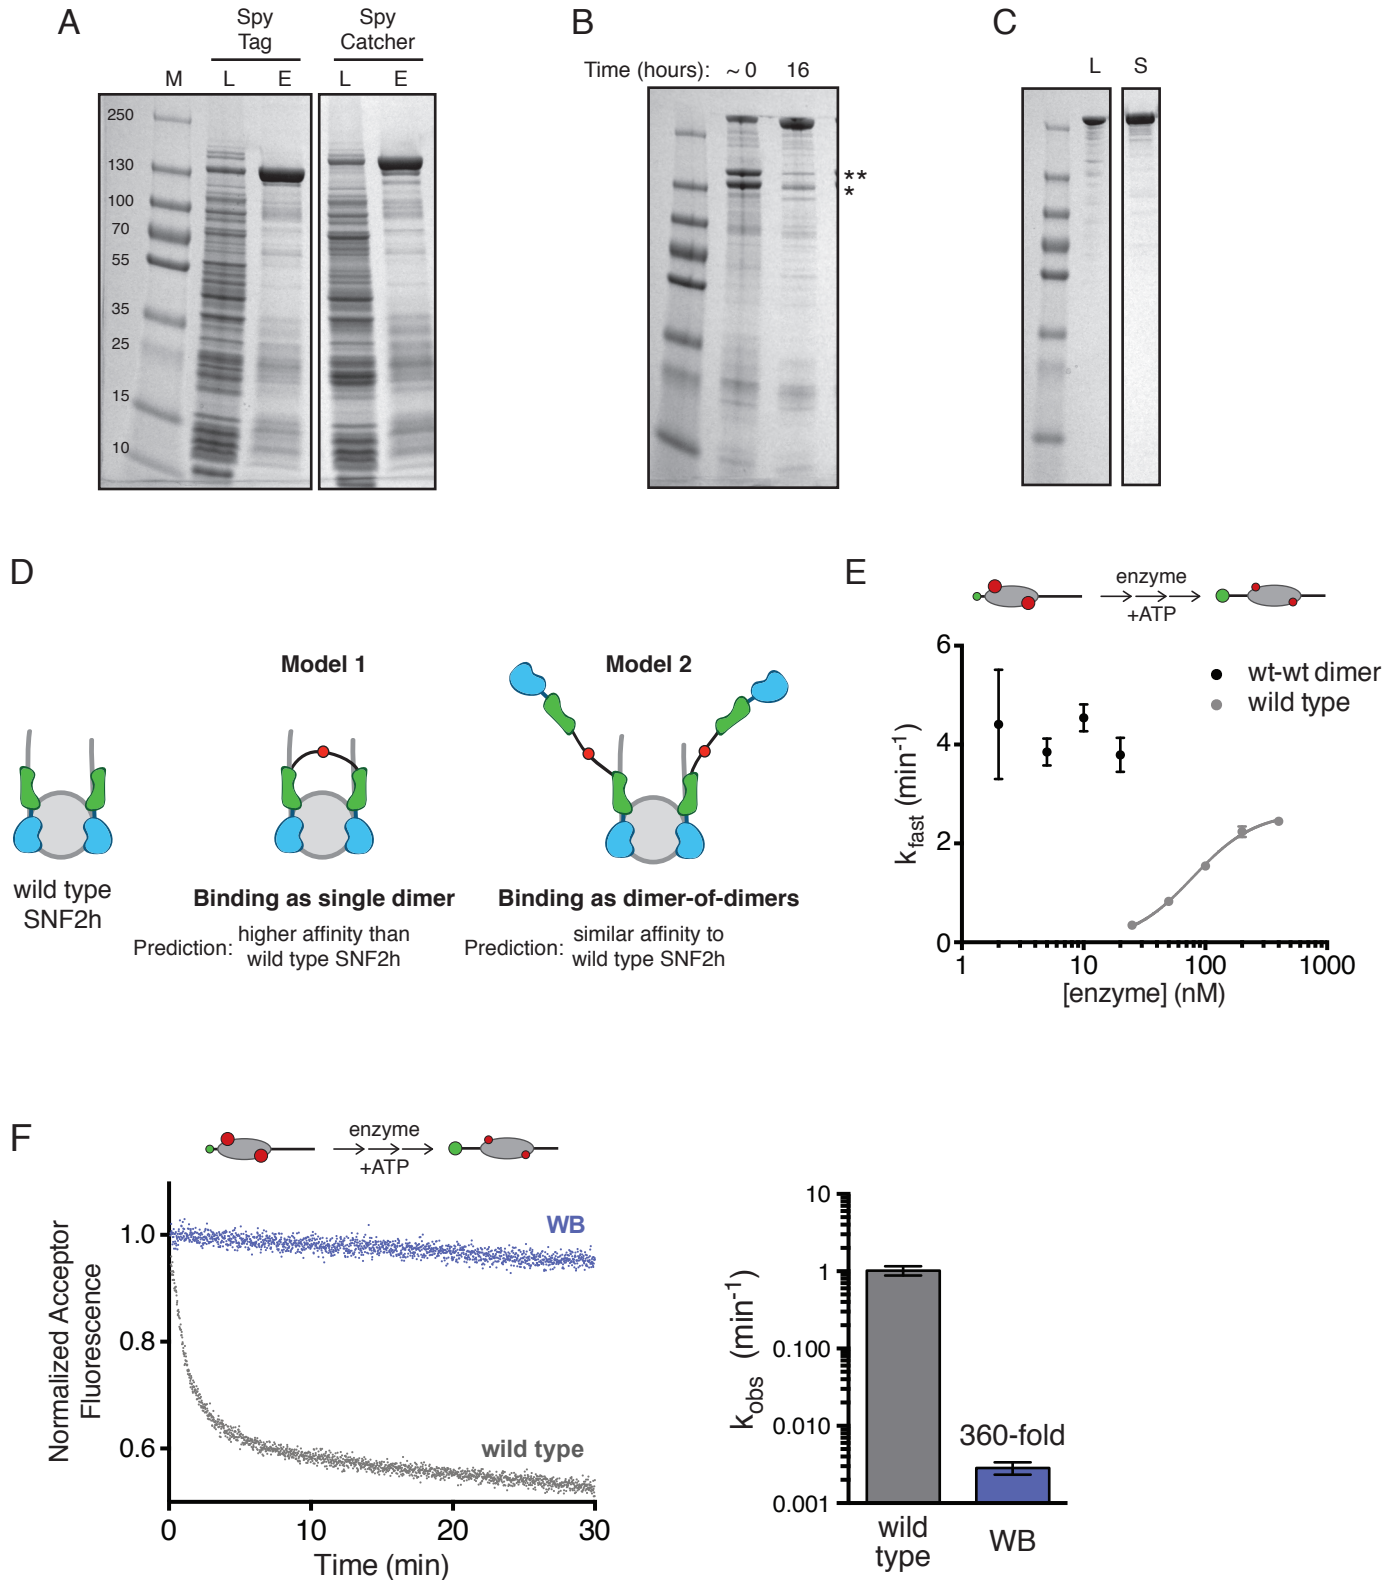 A
Spy
Tag
Spy
Catcher
M
L
E
L
E
250
130
100
70
55
35
25
15
10
B
Time (hours): ~ 0 16
**
*
C
L
S
D
Model 1
Model 2
wild type
SNF2h
Binding as single dimer
Prediction: higher affinity than
wild type SNF2h
Binding as dimer-of-dimers
Prediction: similar affinity to
wild type SNF2h
E
enzyme
+ATP
wt-wt dimer
wild type
6
4
2
0
k_fast (min⁻¹)
1
10
100
1000
[enzyme] (nM)
F
enzyme
+ATP
Normalized Acceptor
Fluorescence
1.0
0.8
0.6
WB
wild type
0
10
20
30
Time (min)
k_obs (min⁻¹)
10
1
0.100
0.010
0.001
360-fold
wild
type
WB